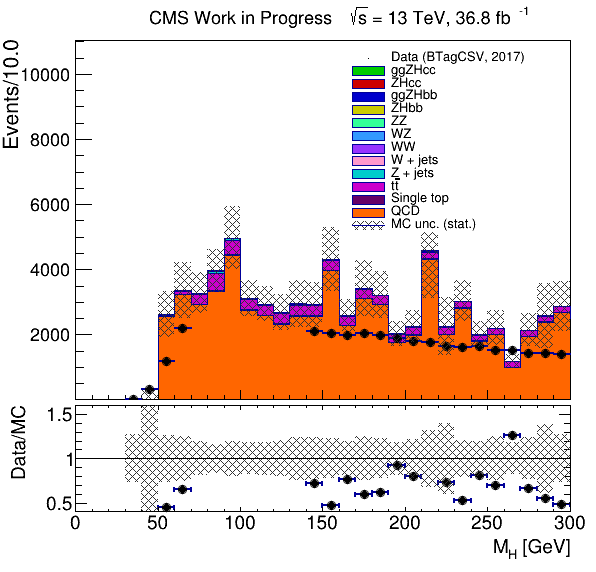 CMS Work in Progress √s = 13 TeV, 36.8 fb⁻¹
Events/10.0
10000
8000
6000
4000
2000
Data (BTagCSV, 2017)
ggZHcc
ZHcc
ggZHbb
ZHbb
ZZ
WZ
WW
W + jets
Z + jets
tt̅
Single top
QCD
MC unc. (stat.)
Data/MC
1.5
1
0.5
0 50 100 150 200 250 300
M_H [GeV]